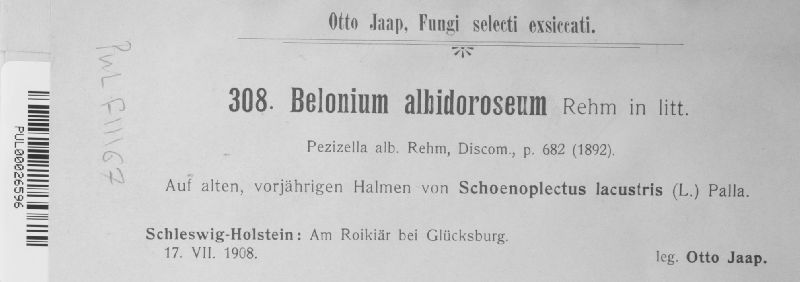 Otto Jaap, Fungi selecti exsiccati.
308. Belonium albidoroseum Rehm in litt.
Pezizella alb. Rehm, Discom., p. 682 (1892).
Auf alten, vorjährigen Halmen von Schoenoplectus lacustris (L.) Palla.
Schleswig-Holstein: Am Roikiär bei Glücksburg.
17. VII. 1908.
leg. Otto Jaap.
PUL F11167
PUL00026596